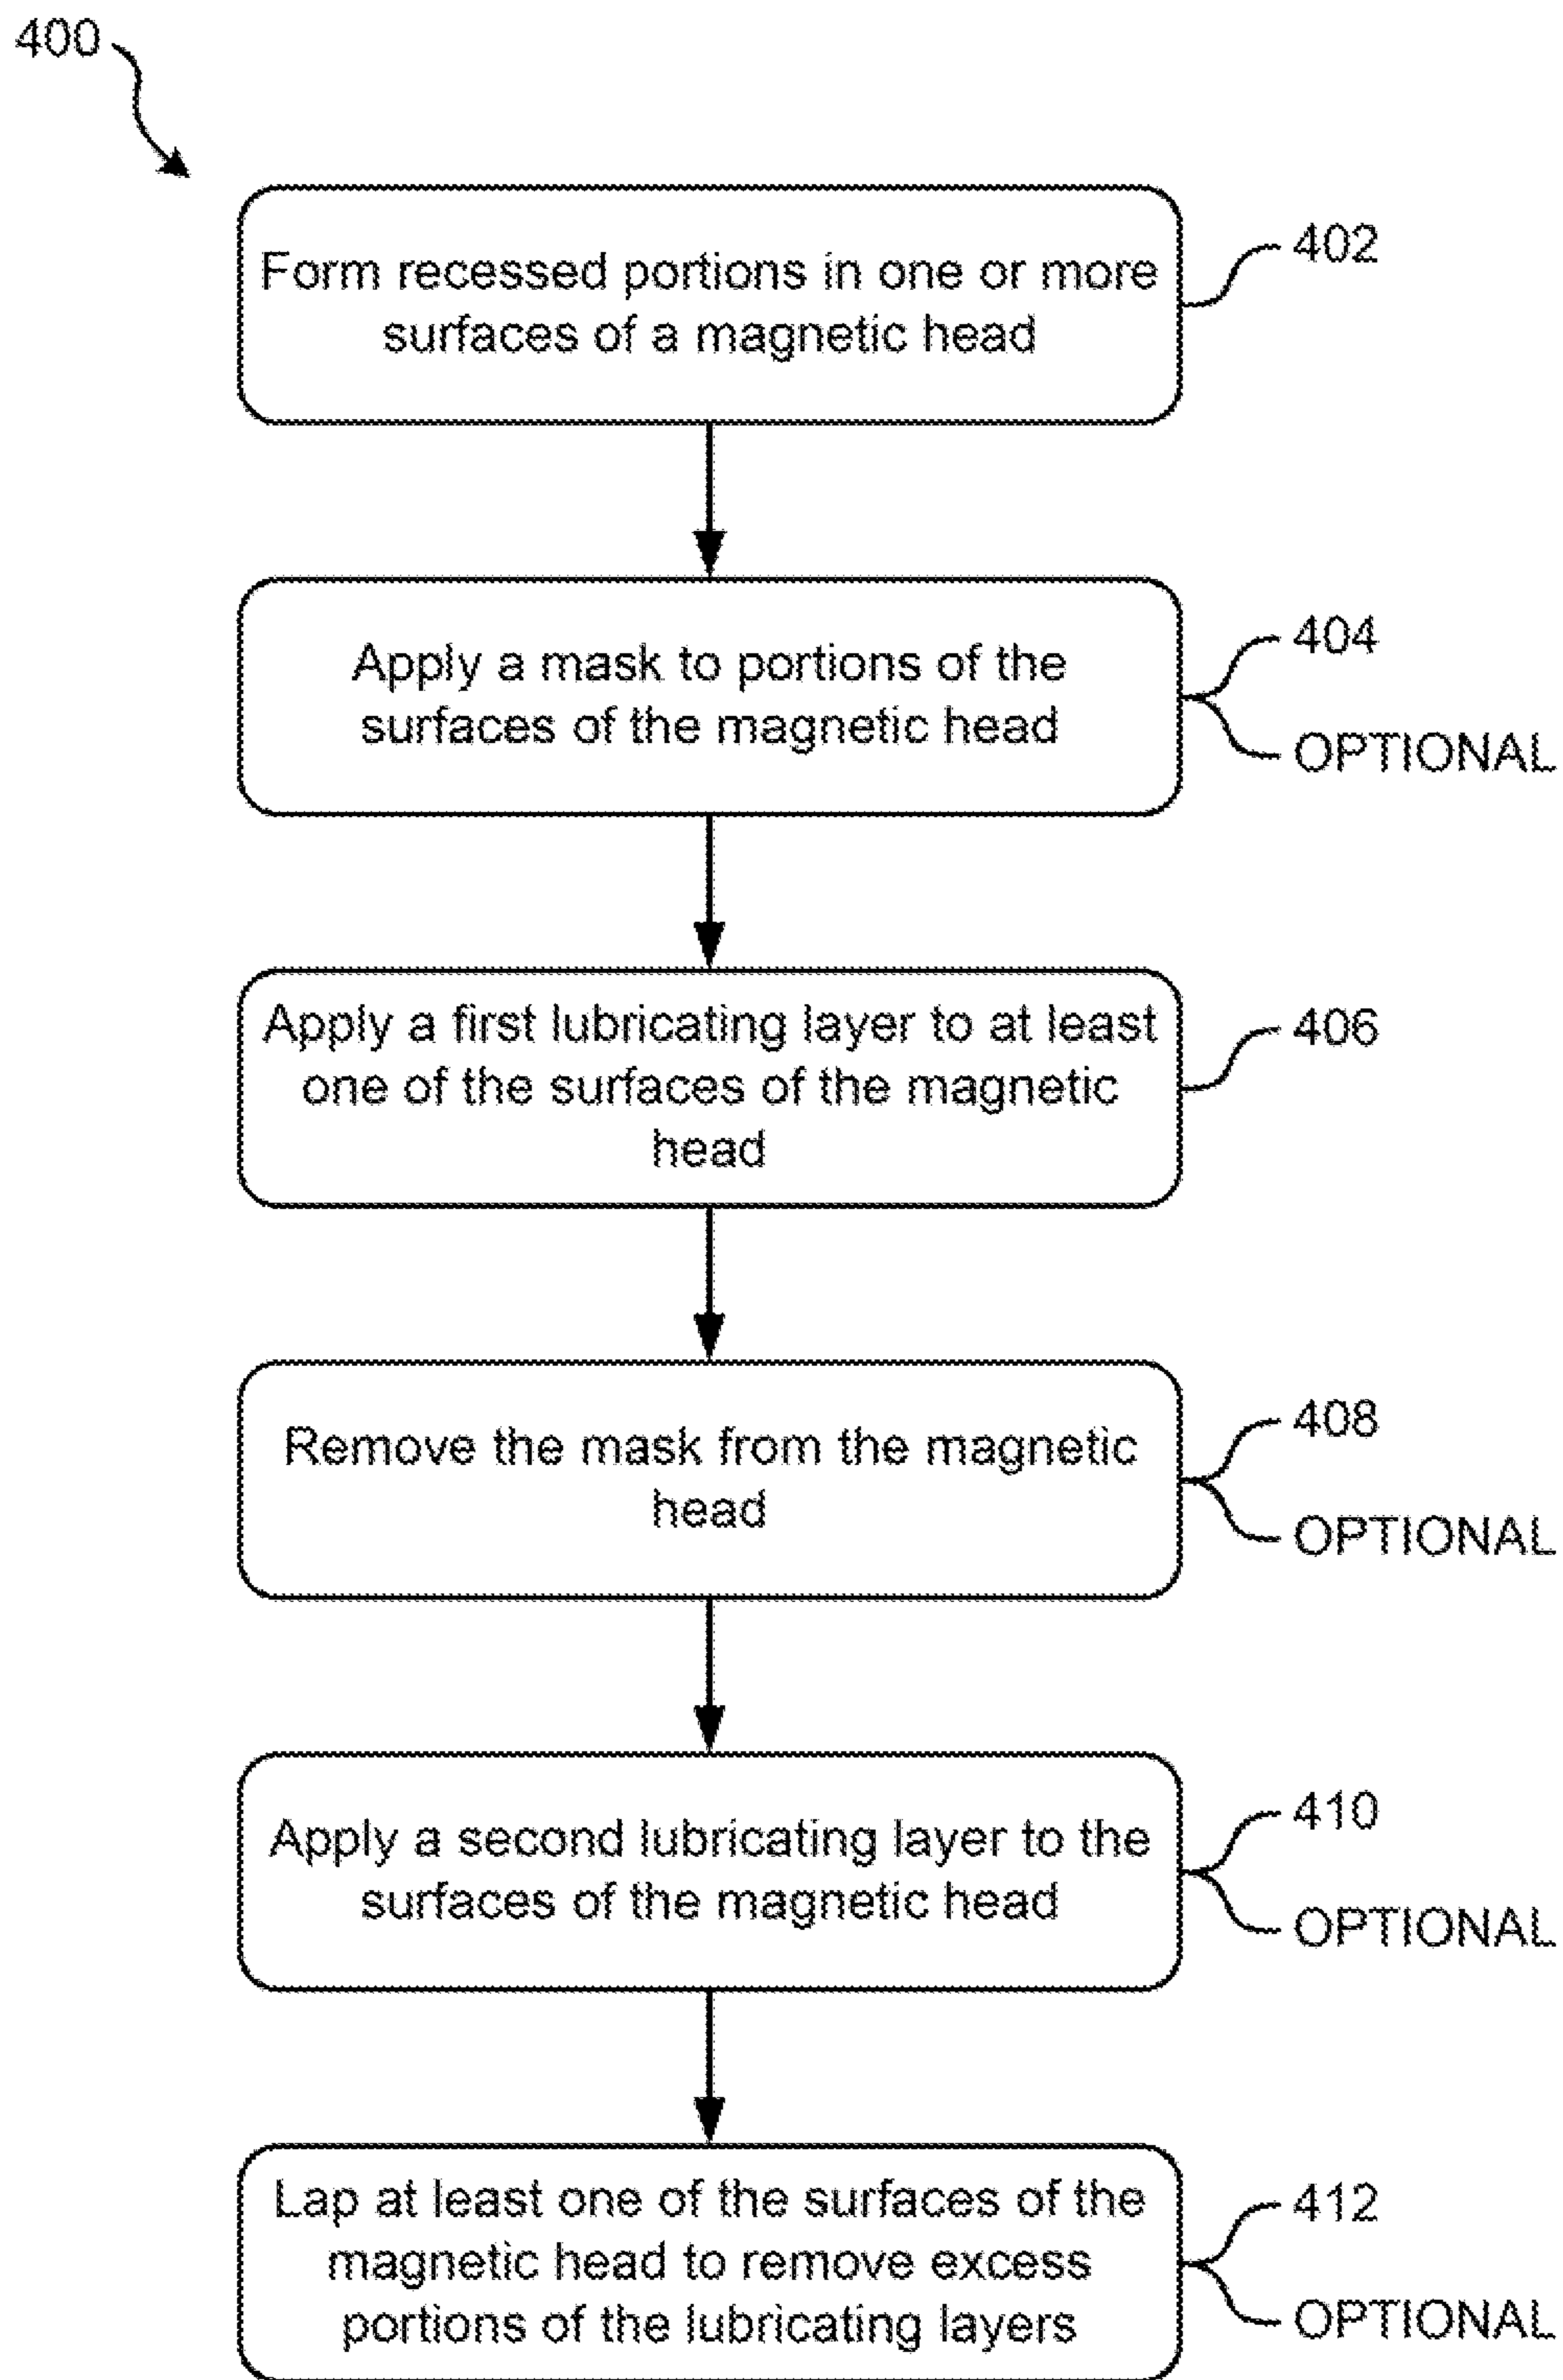 400
Form recessed portions in one or more
surfaces of a magnetic head
402
Apply a mask to portions of the
surfaces of the magnetic head
404
OPTIONAL
Apply a first lubricating layer to at least
one of the surfaces of the magnetic
head
406
Remove the mask from the magnetic
head
408
OPTIONAL
Apply a second lubricating layer to the
surfaces of the magnetic head
410
OPTIONAL
Lap at least one of the surfaces of the
magnetic head to remove excess
portions of the lubricating layers
412
OPTIONAL